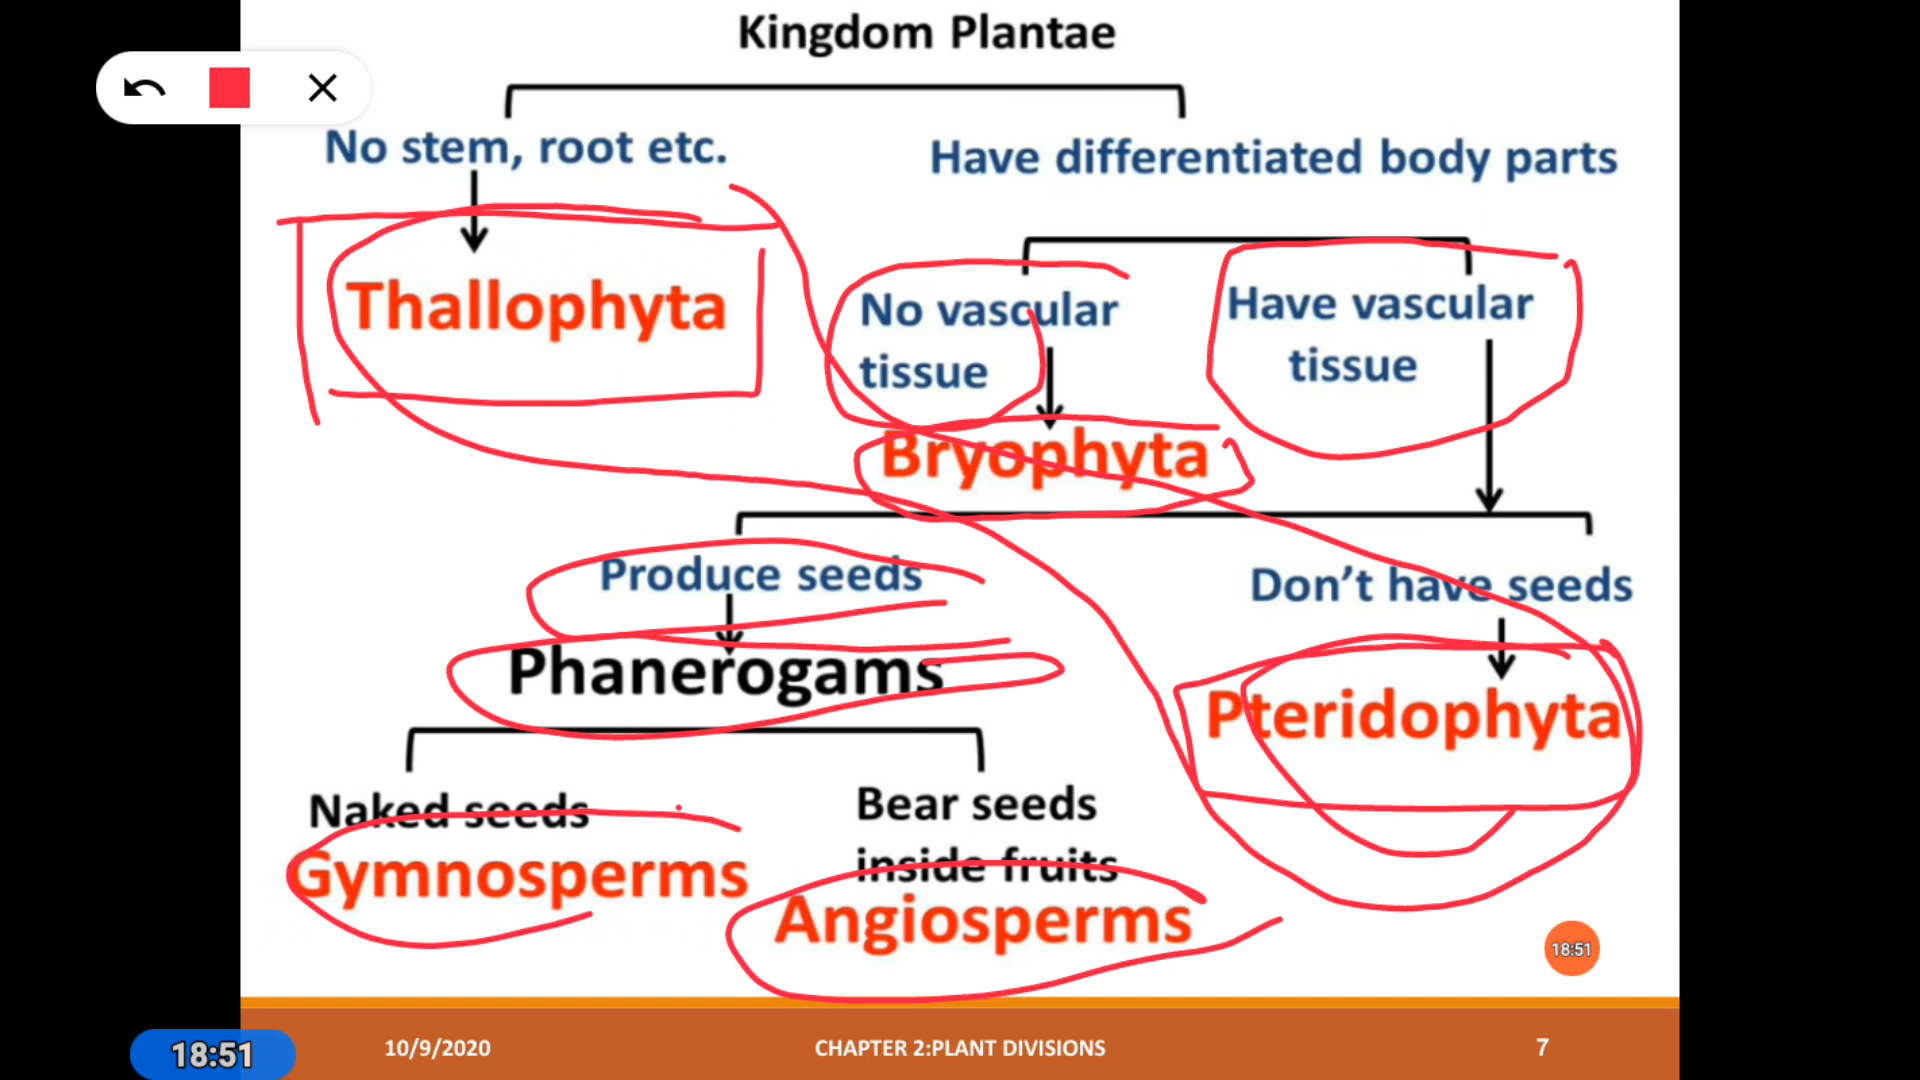 Kingdom Plantae
No stem, root etc.
Have differentiated body parts
Thallophyta
No vascular
tissue
Have vascular
tissue
Bryophyta
Produce seeds
Don't have seeds
Phanerogams
Pteridophyta
Naked seeds
Gymnosperms
Bear seeds
inside fruits
Angiosperms
18:51
18:51
10/9/2020
CHAPTER 2:PLANT DIVISIONS
7